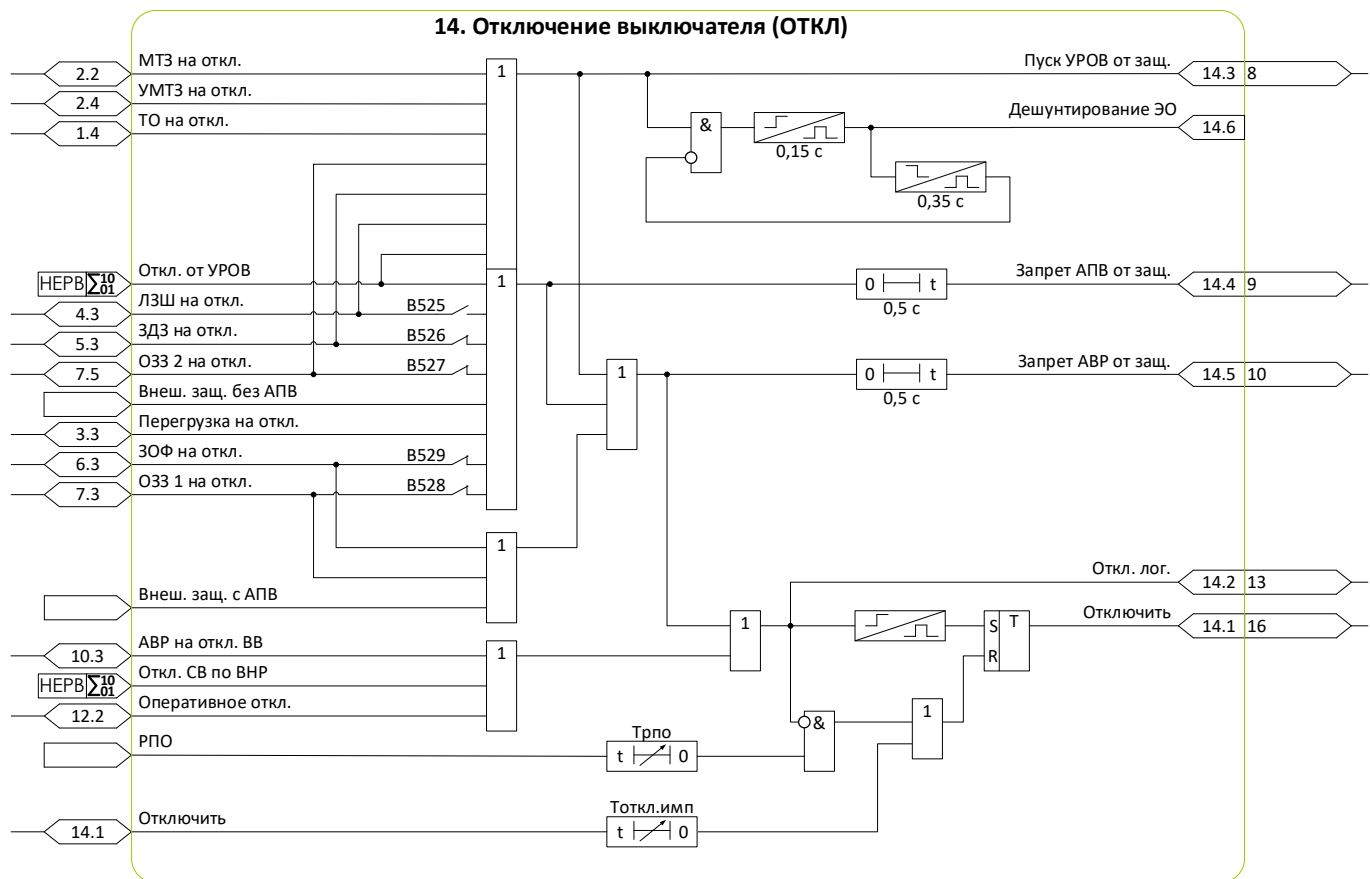 14. Отключение выключателя (ОТКЛ)
2.2 МТЗ на откл.
2.4 УМТЗ на откл.
1.4 ТО на откл.
1
Пуск УРОВ от защ. 14.3 8
Дешунтирование ЭО 14.6
&
0,15 с
0,35 с
НЕРВ Σ10 01 Откл. от УРОВ
1
0 t
0,5 с
Запрет АПВ от защ. 14.4 9
4.3 ЛЗШ на откл. B525
5.3 ЗДЗ на откл. B526
7.5 ОЗЗ 2 на откл. B527
1
0 t
0,5 с
Запрет АВР от защ. 14.5 10
Внеш. защ. без АПВ
3.3 Перегрузка на откл.
6.3 ЗОФ на откл. B529
7.3 ОЗЗ 1 на откл. B528
1
Внеш. защ. с АПВ
Откл. лог. 14.2 13
1
S T
R
Отключить 14.1 16
10.3 АВР на откл. ВВ
1
НЕРВ Σ10 01 Откл. СВ по ВНР
12.2 Оперативное откл.
РПО
Трпо
t 0
&
1
14.1 Отключить
Тоткл.имп
t 0